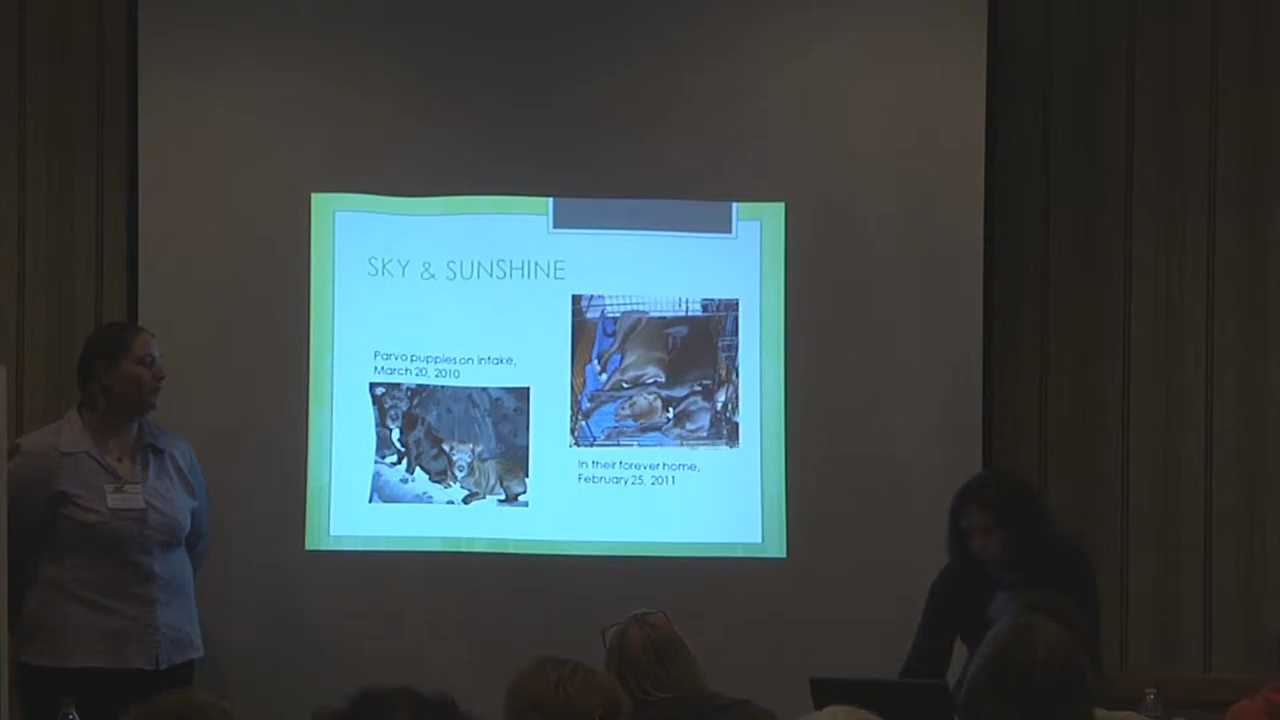 SKY & SUNSHINE
Parvo puppies on intake,
March 20, 2010
In their forever home,
February 25, 2011